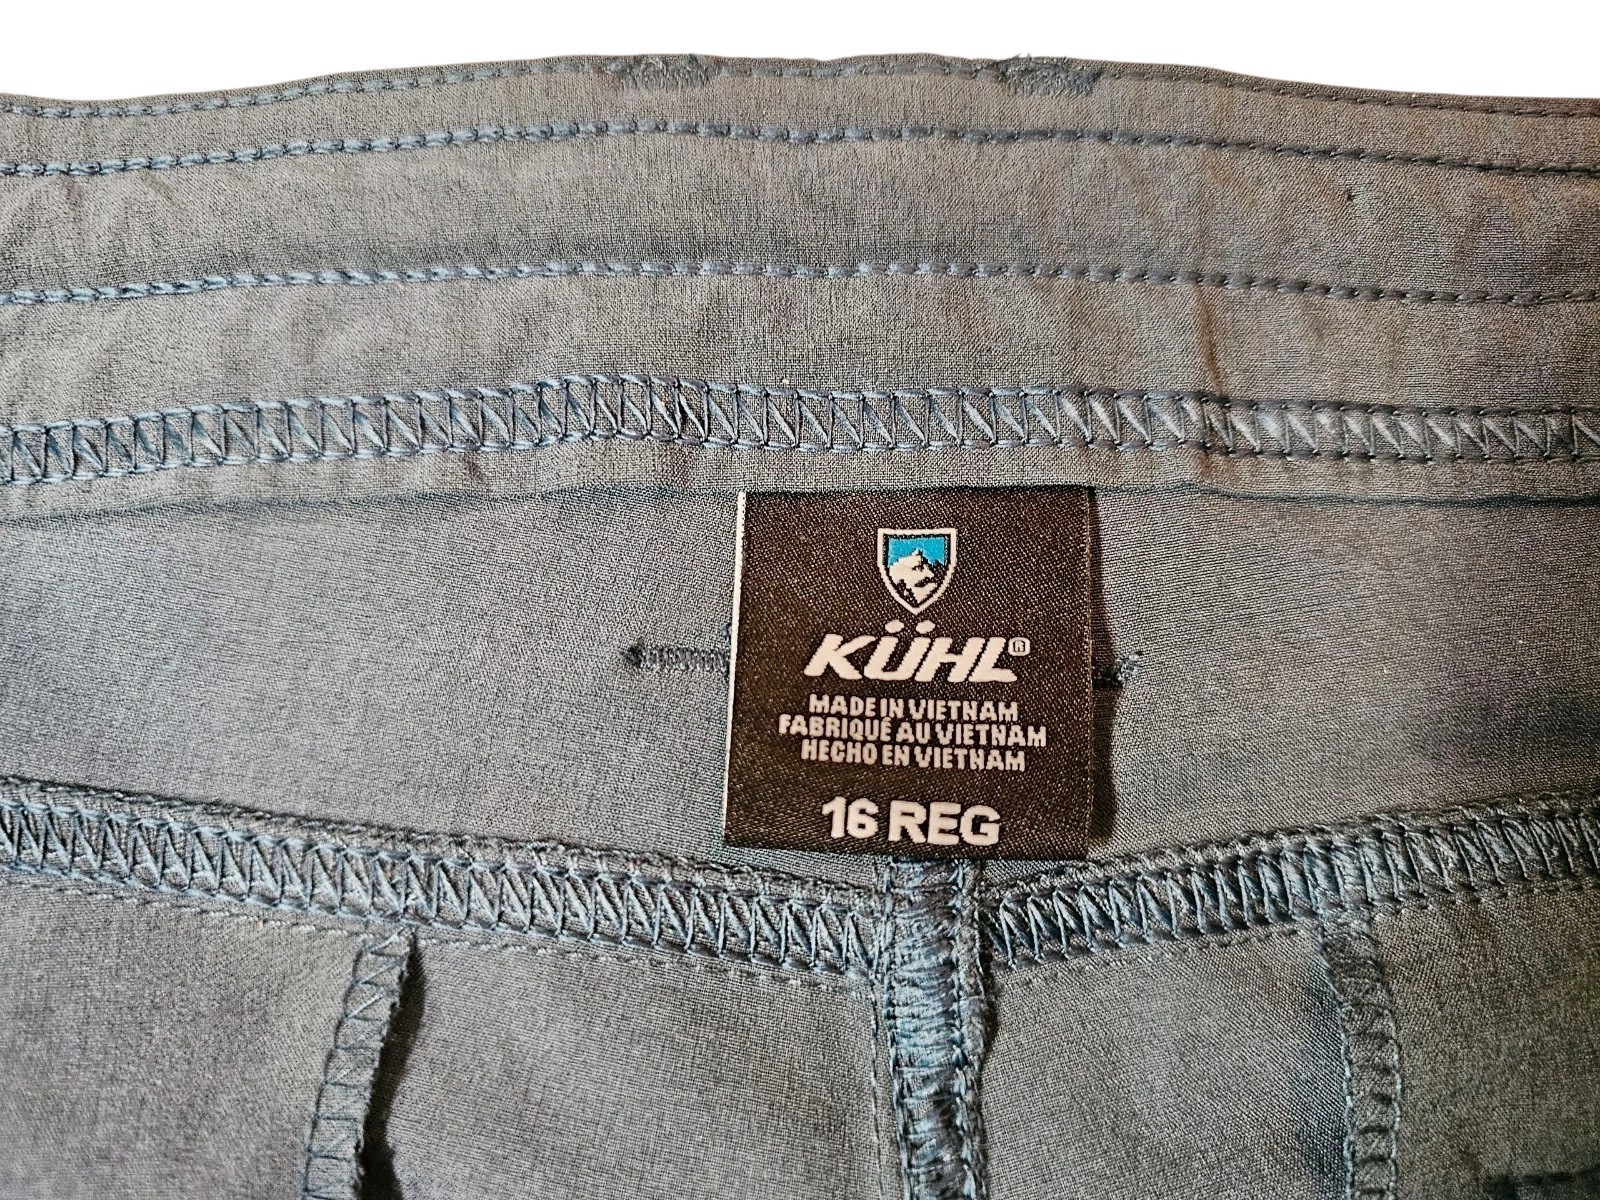 KÜHL®
MADE IN VIETNAM
FABRIQUÉ AU VIETNAM
HECHO EN VIETNAM
16 REG